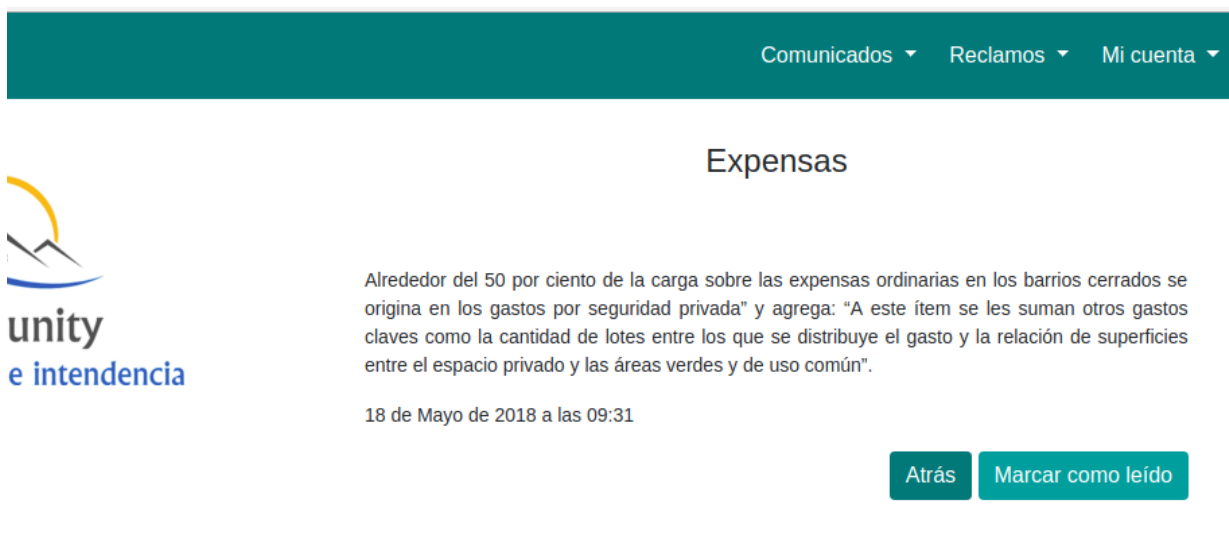 Comunicados Reclamos Mi cuenta
Expensas
unity
e intendencia
Alrededor del 50 por ciento de la carga sobre las expensas ordinarias en los barrios cerrados se
origina en los gastos por seguridad privada” y agrega: “A este ítem se les suman otros gastos
claves como la cantidad de lotes entre los que se distribuye el gasto y la relación de superficies
entre el espacio privado y las áreas verdes y de uso común”.
18 de Mayo de 2018 a las 09:31
Atrás Marcar como leído